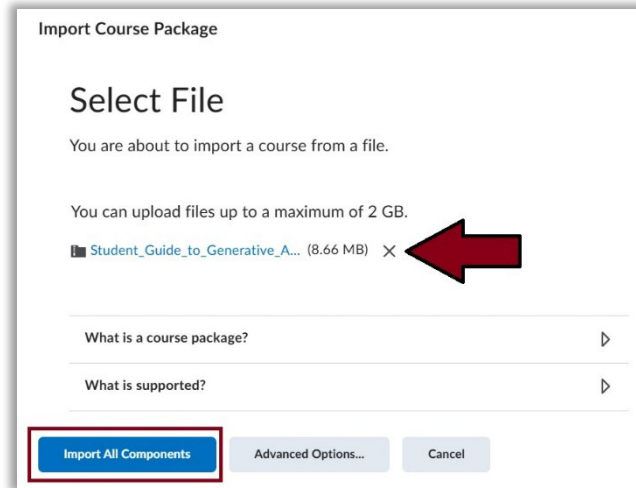 Import Course Package
Select File
You are about to import a course from a file.
You can upload files up to a maximum of 2 GB.
Student_Guide_to_Generative_A... (8.66 MB)
What is a course package?
What is supported?
Import All Components Advanced Options... Cancel